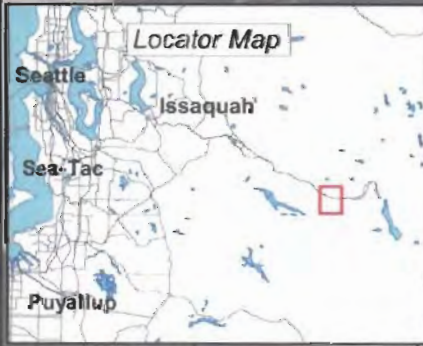 Locator Map
Seattle
Issaquah
Sea-Tac
Puyallup